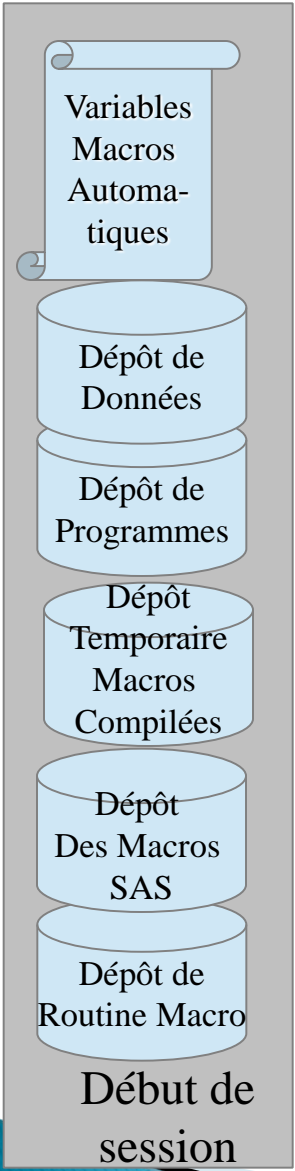 Variables
Macros
Automa-
tiques
Dépôt de
Données
Dépôt de
Programmes
Dépôt
Temporaire
Macros
Compilées
Dépôt
Des Macros
SAS
Dépôt de
Routine Macro
Début de
session